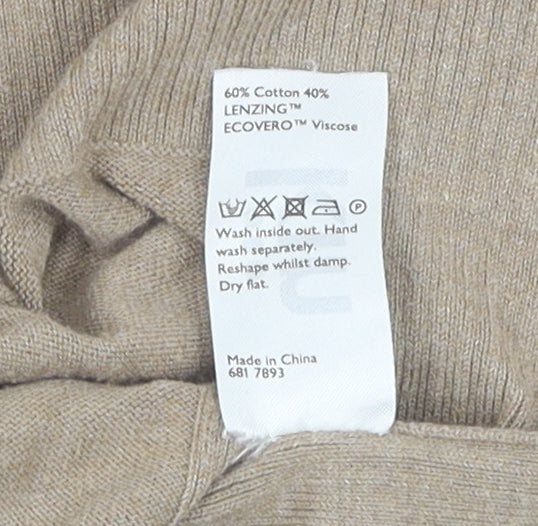 60% Cotton 40%
LENZING™
ECOVERO™ Viscose
P
Wash inside out. Hand
wash separately.
Reshape whilst damp.
Dry flat.
Made in China
681 7893